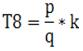 T8 = p/q * k